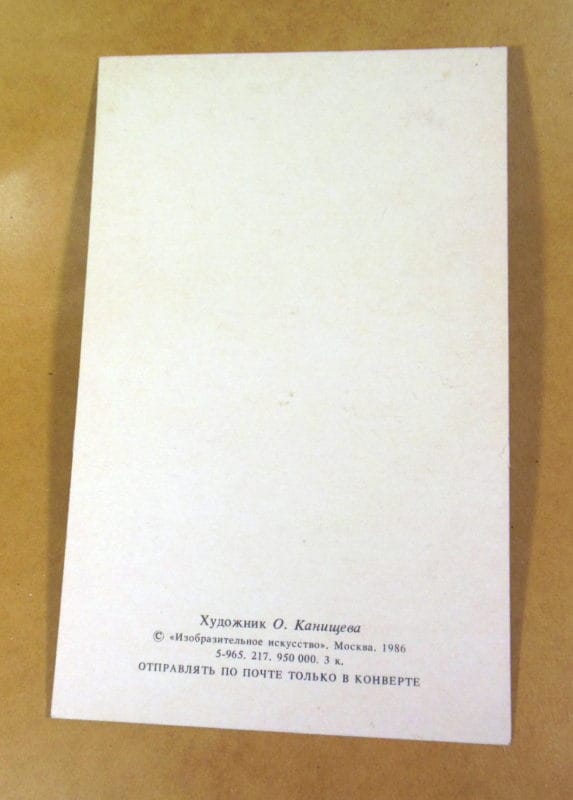 Художник О. Канищева
© «Изобразительное искусство». Москва. 1986
5-965. 217. 950 000. 3 к.
ОТПРАВЛЯТЬ ПО ПОЧТЕ ТОЛЬКО В КОНВЕРТЕ